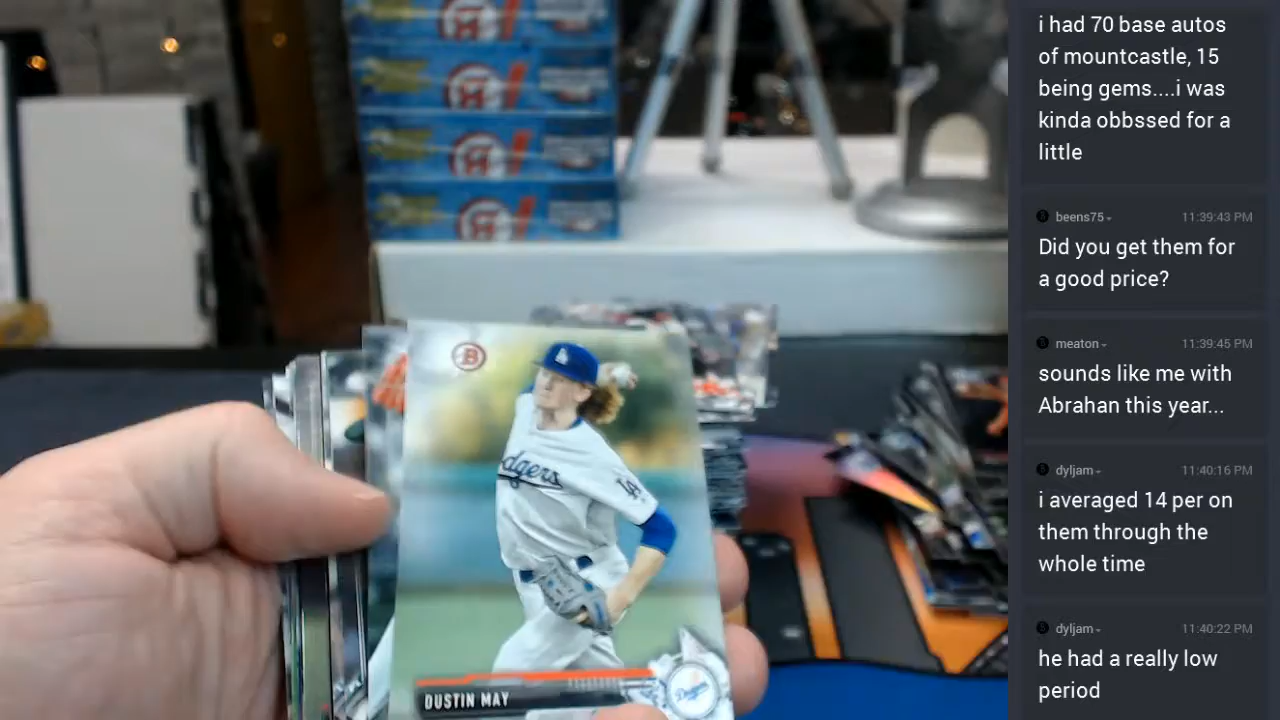 i had 70 base autos
of mountcastle, 15
being gems....i was
kinda obbssed for a
little
beens75
11:39:43 PM
Did you get them for
a good price?
meaton
11:39:45 PM
sounds like me with
Abrahan this year...
dyljam
11:40:16 PM
i averaged 14 per on
them through the
whole time
dyljam
11:40:22 PM
he had a really low
period
B
LA
odgers
LA
DUSTIN MAY
Dodgers